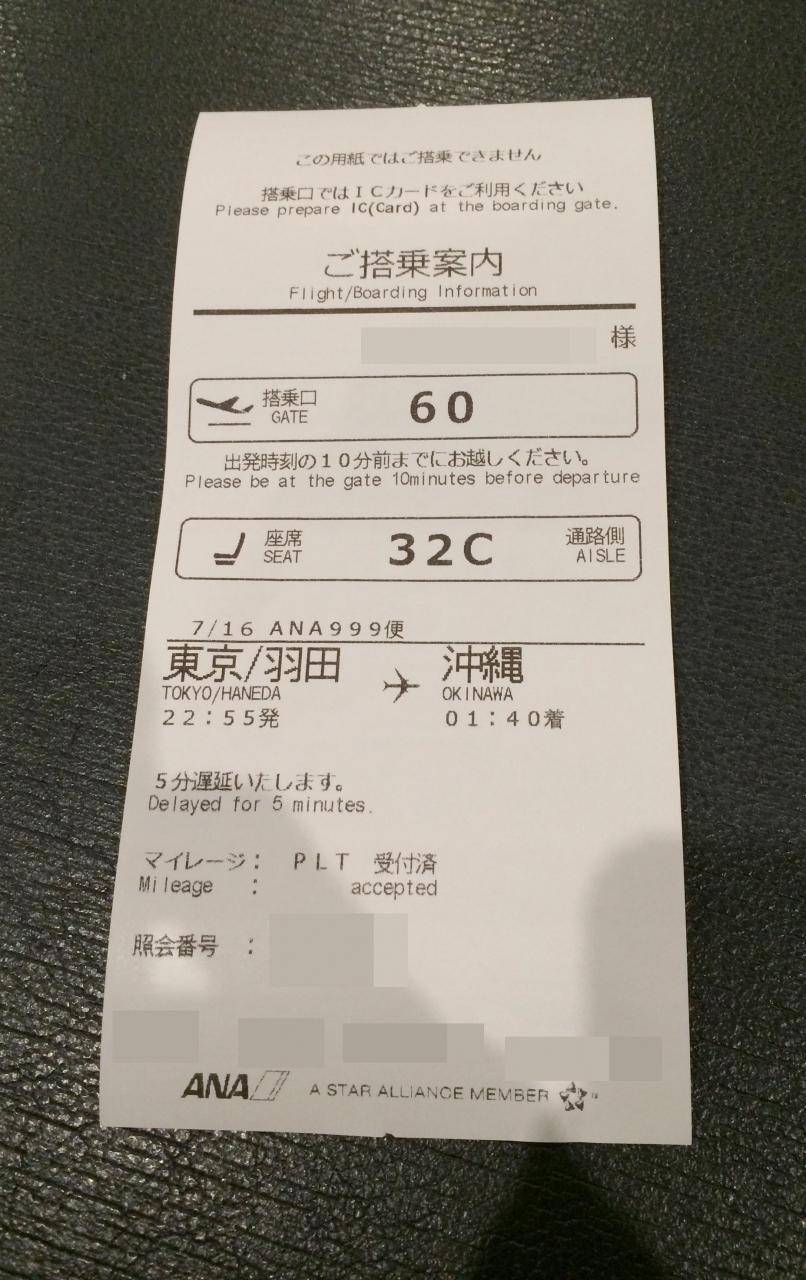 この用紙ではご搭乗できません
搭乗口ではICカードをご利用ください
Please prepare IC(Card) at the boarding gate.
ご搭乗案内
Flight/Boarding Information
様
搭乗口
GATE
60
出発時刻の10分前までにお越しください。
Please be at the gate 10minutes before departure
座席
SEAT
32C
通路側
AISLE
7/16 ANA999便
東京/羽田 沖縄
TOKYO/HANEDA OKINAWA
22:55発 01:40着
5分遅延いたします。
Delayed for 5 minutes.
マイレージ: PLT 受付済
Mileage : accepted
照会番号 :
ANA A STAR ALLIANCE MEMBER